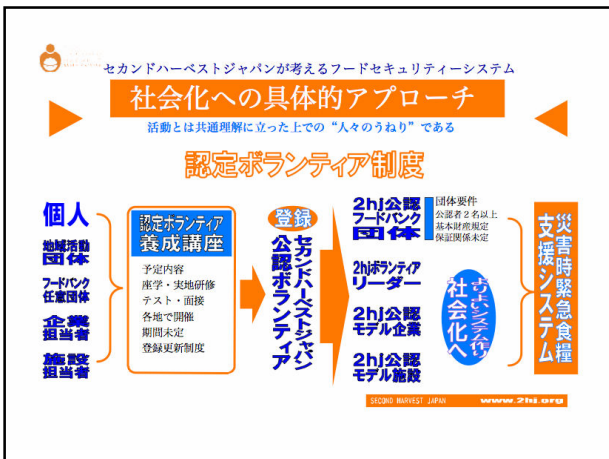 セカンドハーベストジャパンが考えるフードセキュリティーシステム
社会化への具体的アプローチ
活動とは共通理解に立った上での“人々のうねり”である
認定ボランティア制度
個人
地域活動
団体
フードバンク
任意団体
企業
担当者
施設
担当者
認定ボランティア
養成講座
予定内容
座学・実地研修
テスト・面接
各地で開催
期間未定
登録更新制度
登録
セカンドハーベストジャパン
公認ボランティア
2hj公認
フードバンク
団体
団体要件
公認者2名以上
基本財産規定
保証関係未定
2hjボランティア
リーダー
2hj公認
モデル企業
2hj公認
モデル施設
よりよいシステム作り
社会化へ
災害時緊急食糧
支援システム
SECOND HARVEST JAPAN www.2hj.org